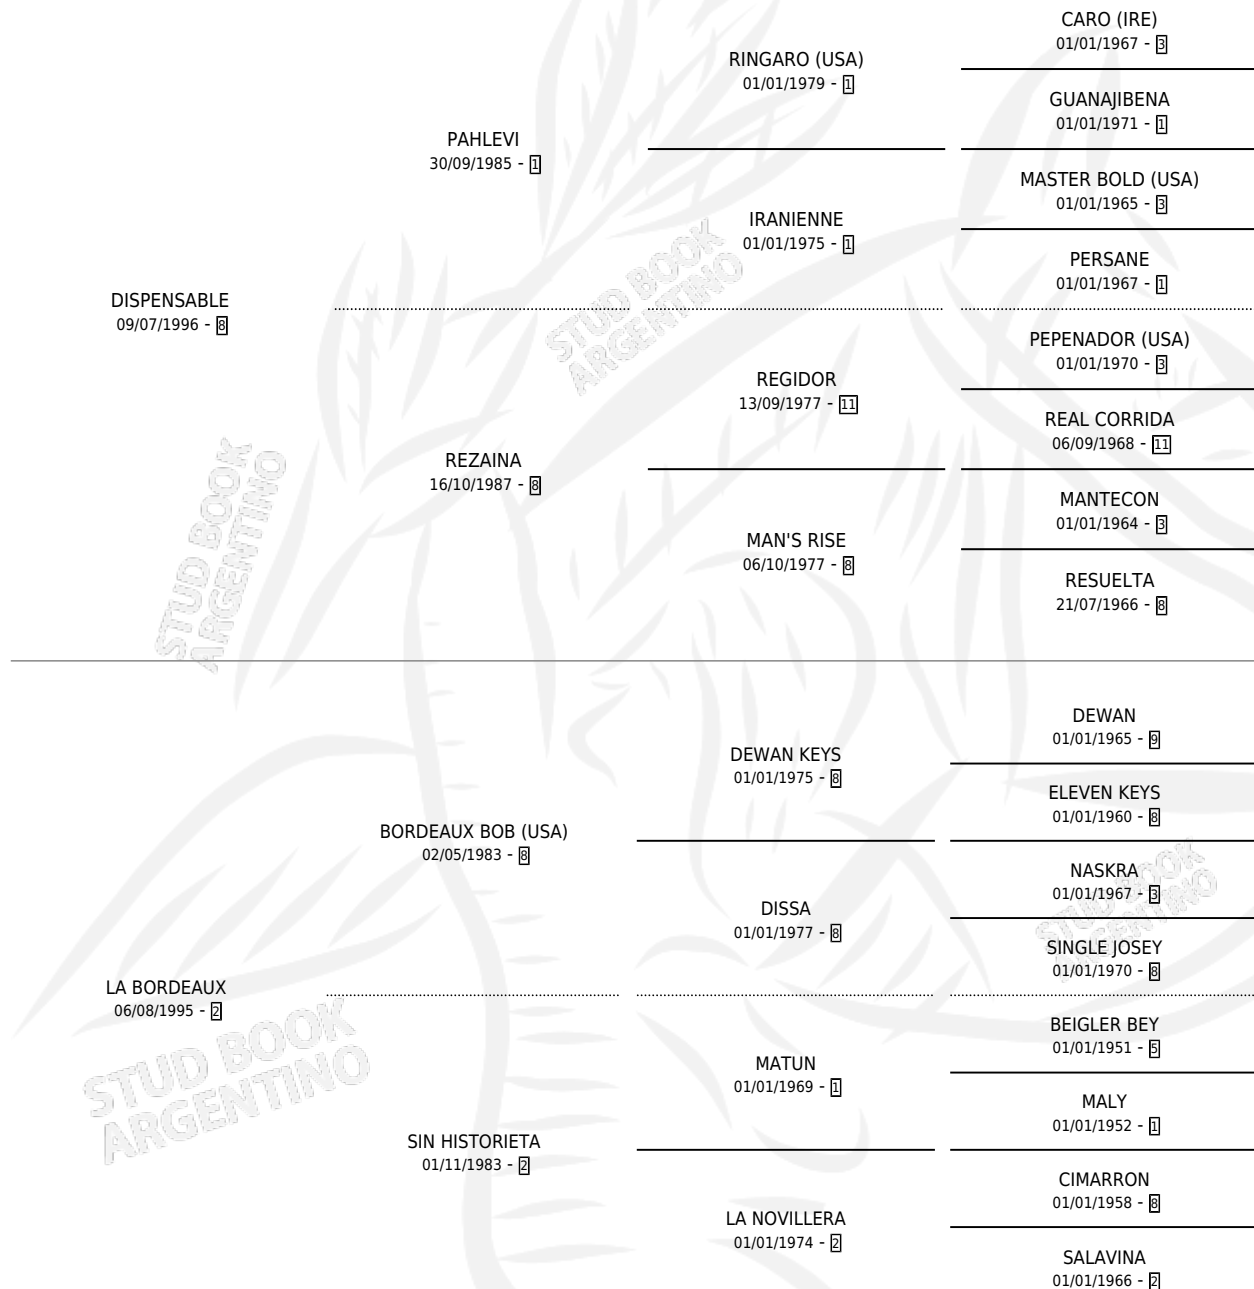 CARO (IRE)
01/01/1967 - 3
RINGARO (USA)
01/01/1979 - 1
GUANAJIBENA
01/01/1971 - 1
PAHLEVI
30/09/1985 - 1
MASTER BOLD (USA)
01/01/1965 - 3
IRANIENNE
01/01/1975 - 1
PERSANE
01/01/1967 - 1
DISPENSABLE
09/07/1996 - 8
PEPENADOR (USA)
01/01/1970 - 3
REGIDOR
13/09/1977 - 11
REAL CORRIDA
06/09/1968 - 11
REZAINA
16/10/1987 - 8
MANTECON
01/01/1964 - 3
MAN'S RISE
06/10/1977 - 8
RESUELTA
21/07/1966 - 8
DEWAN
01/01/1965 - 9
DEWAN KEYS
01/01/1975 - 8
ELEVEN KEYS
01/01/1960 - 8
BORDEAUX BOB (USA)
02/05/1983 - 8
NASKRA
01/01/1967 - 3
DISSA
01/01/1977 - 8
SINGLE JOSEY
01/01/1970 - 8
LA BORDEAUX
06/08/1995 - 2
BEIGLER BEY
01/01/1951 - 5
MATUN
01/01/1969 - 1
MALY
01/01/1952 - 1
SIN HISTORIETA
01/11/1983 - 2
CIMARRON
01/01/1958 - 8
LA NOVILLERA
01/01/1974 - 2
SALAVINA
01/01/1966 - 2
STUD BOOK
ARGENTINO
STUD BOOK
ARGENTINO
STUD BOOK
ARGENTINO
STUD BOOK
ARGENTINO